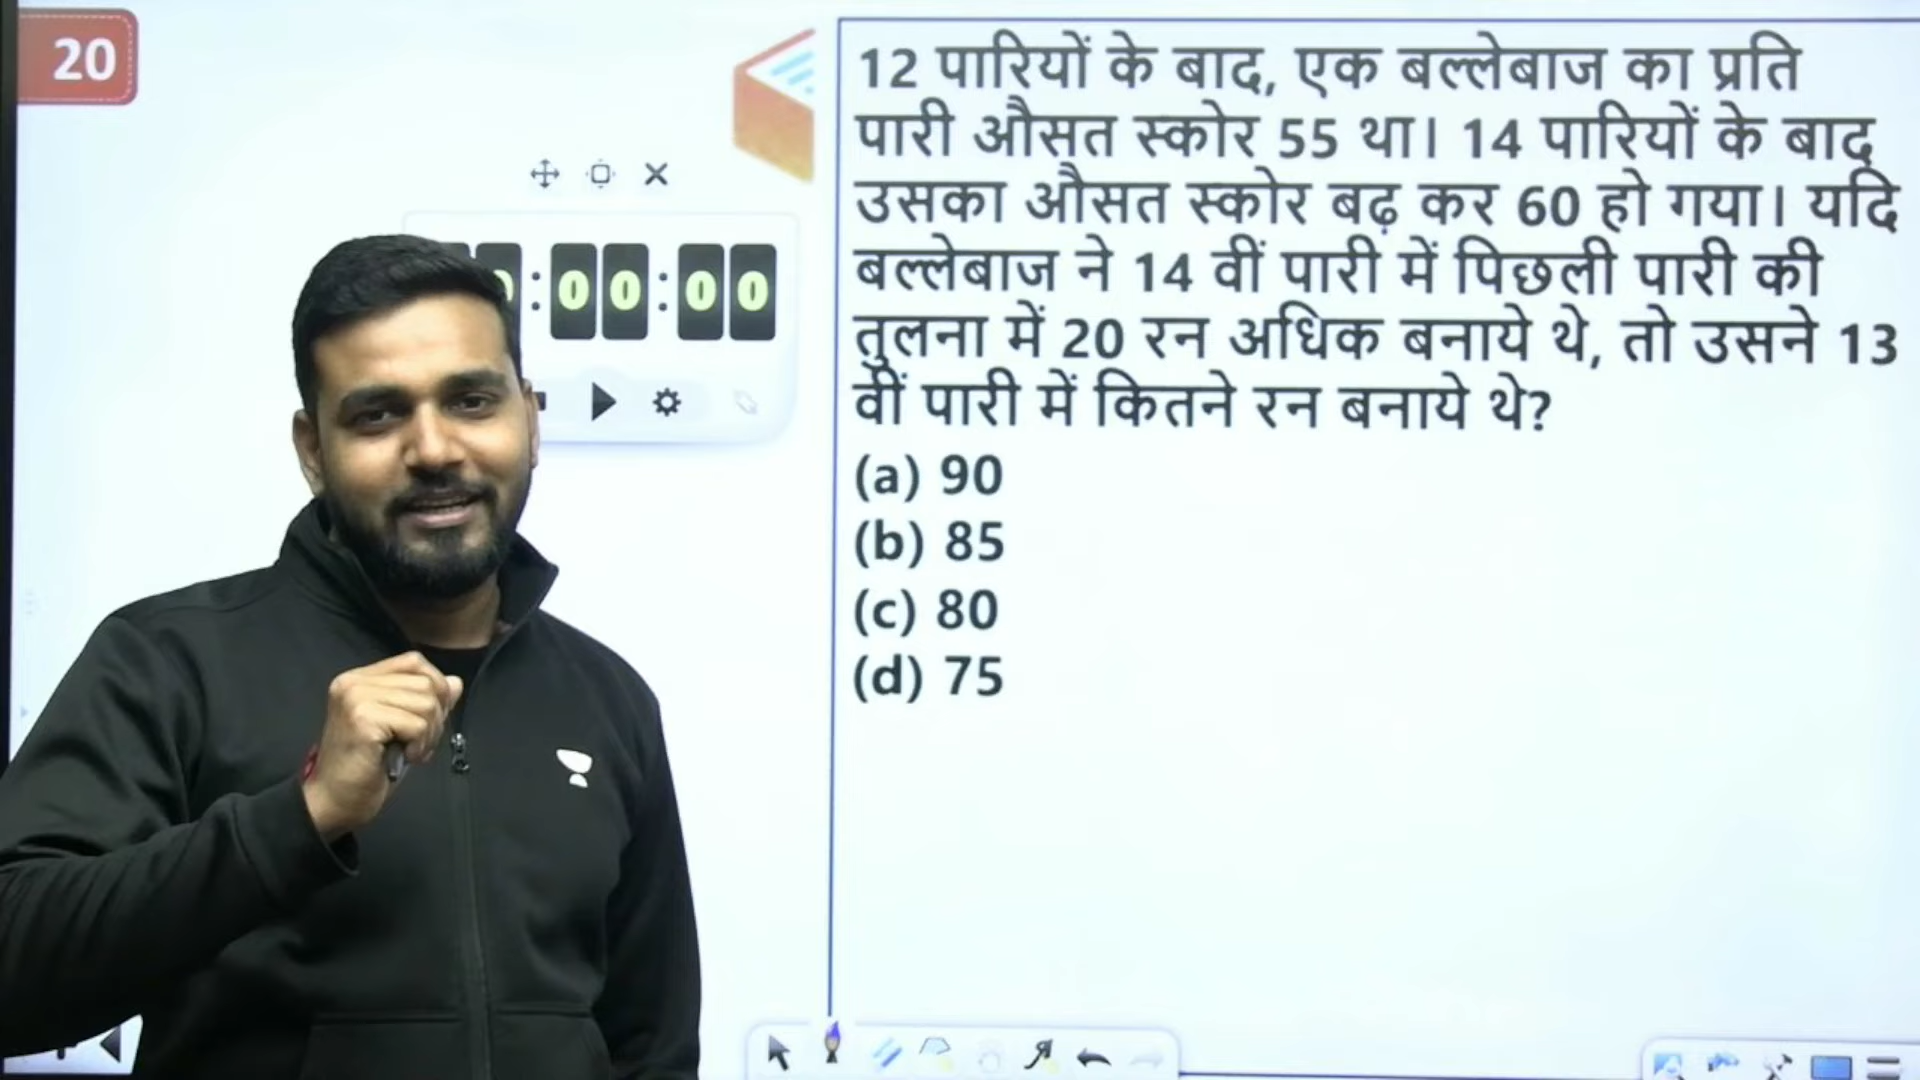 20
0:00:00
12 पारियों के बाद, एक बल्लेबाज का प्रति
पारी औसत स्कोर 55 था। 14 पारियों के बाद
उसका औसत स्कोर बढ़ कर 60 हो गया। यदि
बल्लेबाज ने 14 वीं पारी में पिछली पारी की
तुलना में 20 रन अधिक बनाये थे, तो उसने 13
वीं पारी में कितने रन बनाये थे?
(a) 90
(b) 85
(c) 80
(d) 75